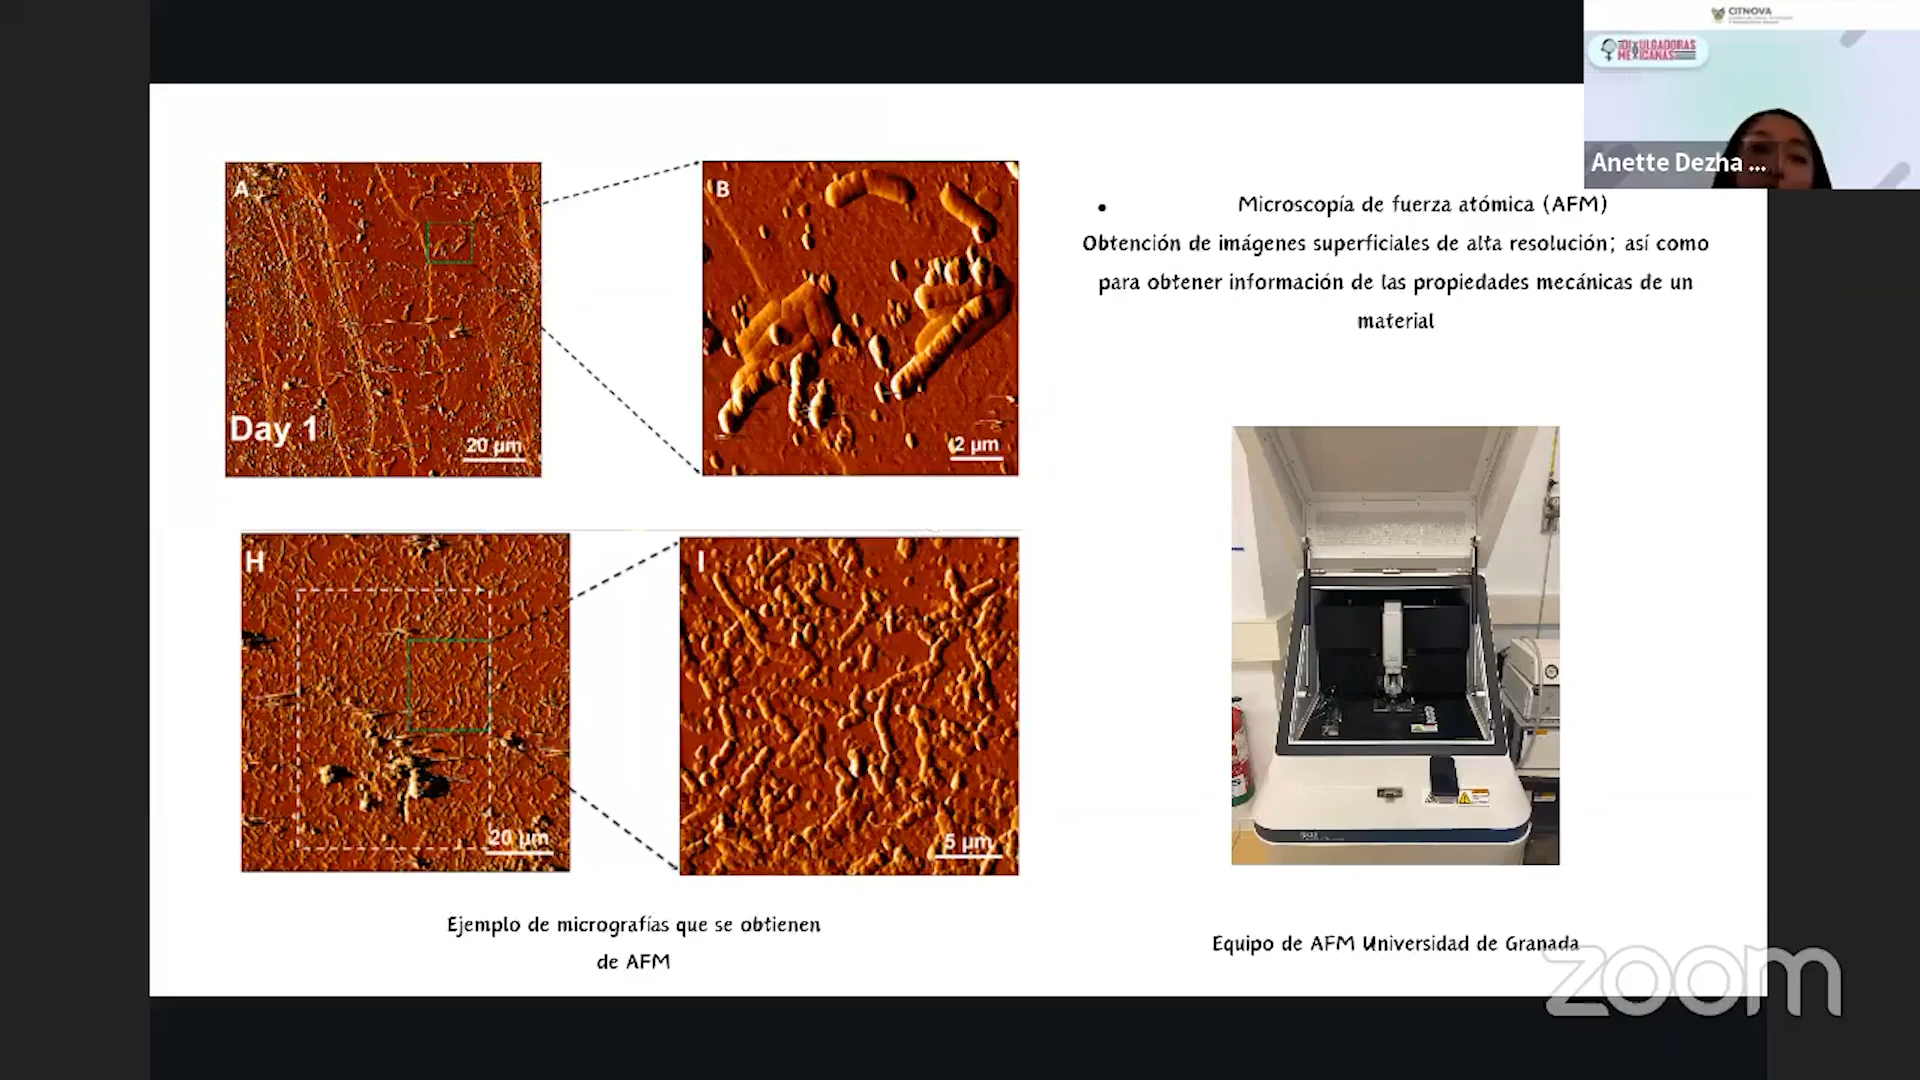 CITNOVA
DIVULGADORAS
MEXICANAS
Anette Dezha ...
A
Day 1
20 µm
B
2 µm
H
20 µm
I
5 µm
Ejemplo de micrografías que se obtienen
de AFM
• Microscopía de fuerza atómica (AFM)
Obtención de imágenes superficiales de alta resolución; así como
para obtener información de las propiedades mecánicas de un
material
Equipo de AFM Universidad de Granada
zoom